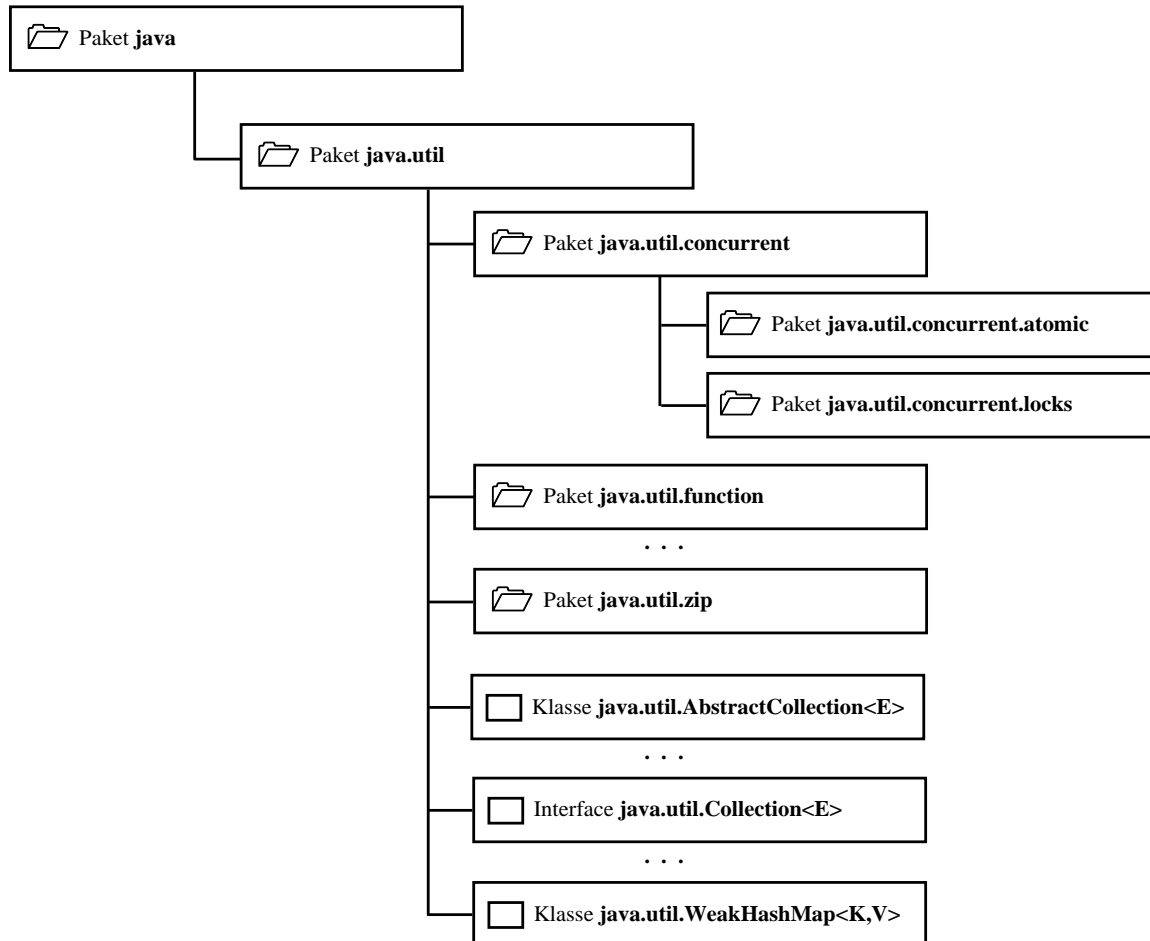 Paket java
Paket java.util
Paket java.util.concurrent
Paket java.util.concurrent.atomic
Paket java.util.concurrent.locks
Paket java.util.function
. . .
Paket java.util.zip
Klasse java.util.AbstractCollection<E>
. . .
Interface java.util.Collection<E>
. . .
Klasse java.util.WeakHashMap<K,V>